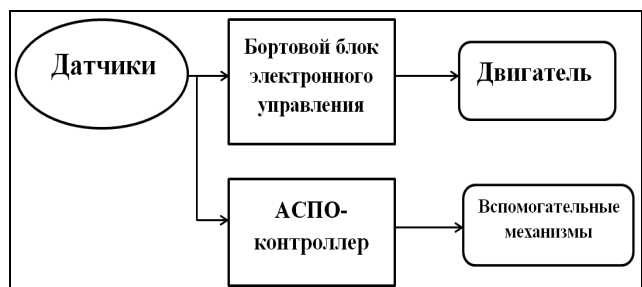 Датчики
Бортовой блок
электронного
управления
Двигатель
АСПО-
контроллер
Вспомогательные
механизмы